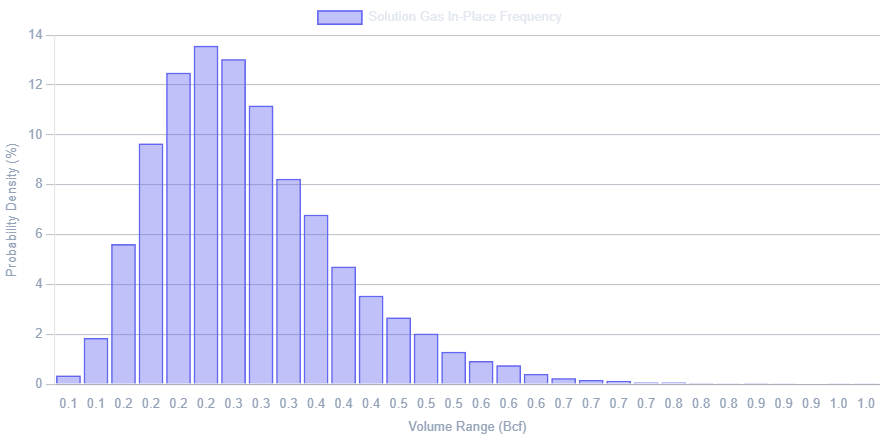 Solution Gas In-Place Frequency
14
12
10
8
6
4
2
0
Probability Density (%)
0.1 0.1 0.2 0.2 0.2 0.2 0.3 0.3 0.3 0.4 0.4 0.4 0.5 0.5 0.5 0.6 0.6 0.6 0.7 0.7 0.7 0.7 0.8 0.8 0.8 0.9 0.9 0.9 1.0 1.0
Volume Range (Bcf)